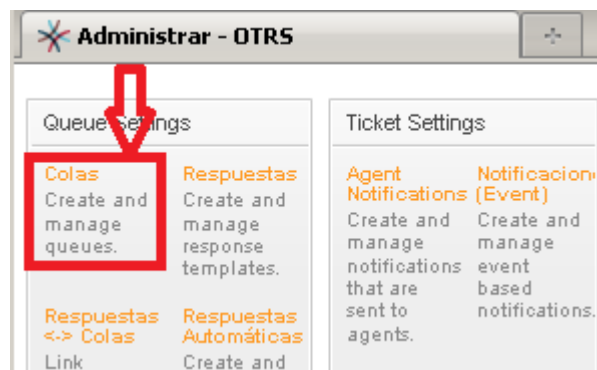 Administrar - OTRS
Queue Settings
Colas
Create and
manage
queues.
Respuestas
Create and
manage
response
templates.
Respuestas
<-> Colas
Link
Respuestas
Automáticas
Create and
Ticket Settings
Agent
Notifications
Create and
manage
notifications
that are
sent to
agents.
Notificacion
(Event)
Create and
manage
event
based
notifications.